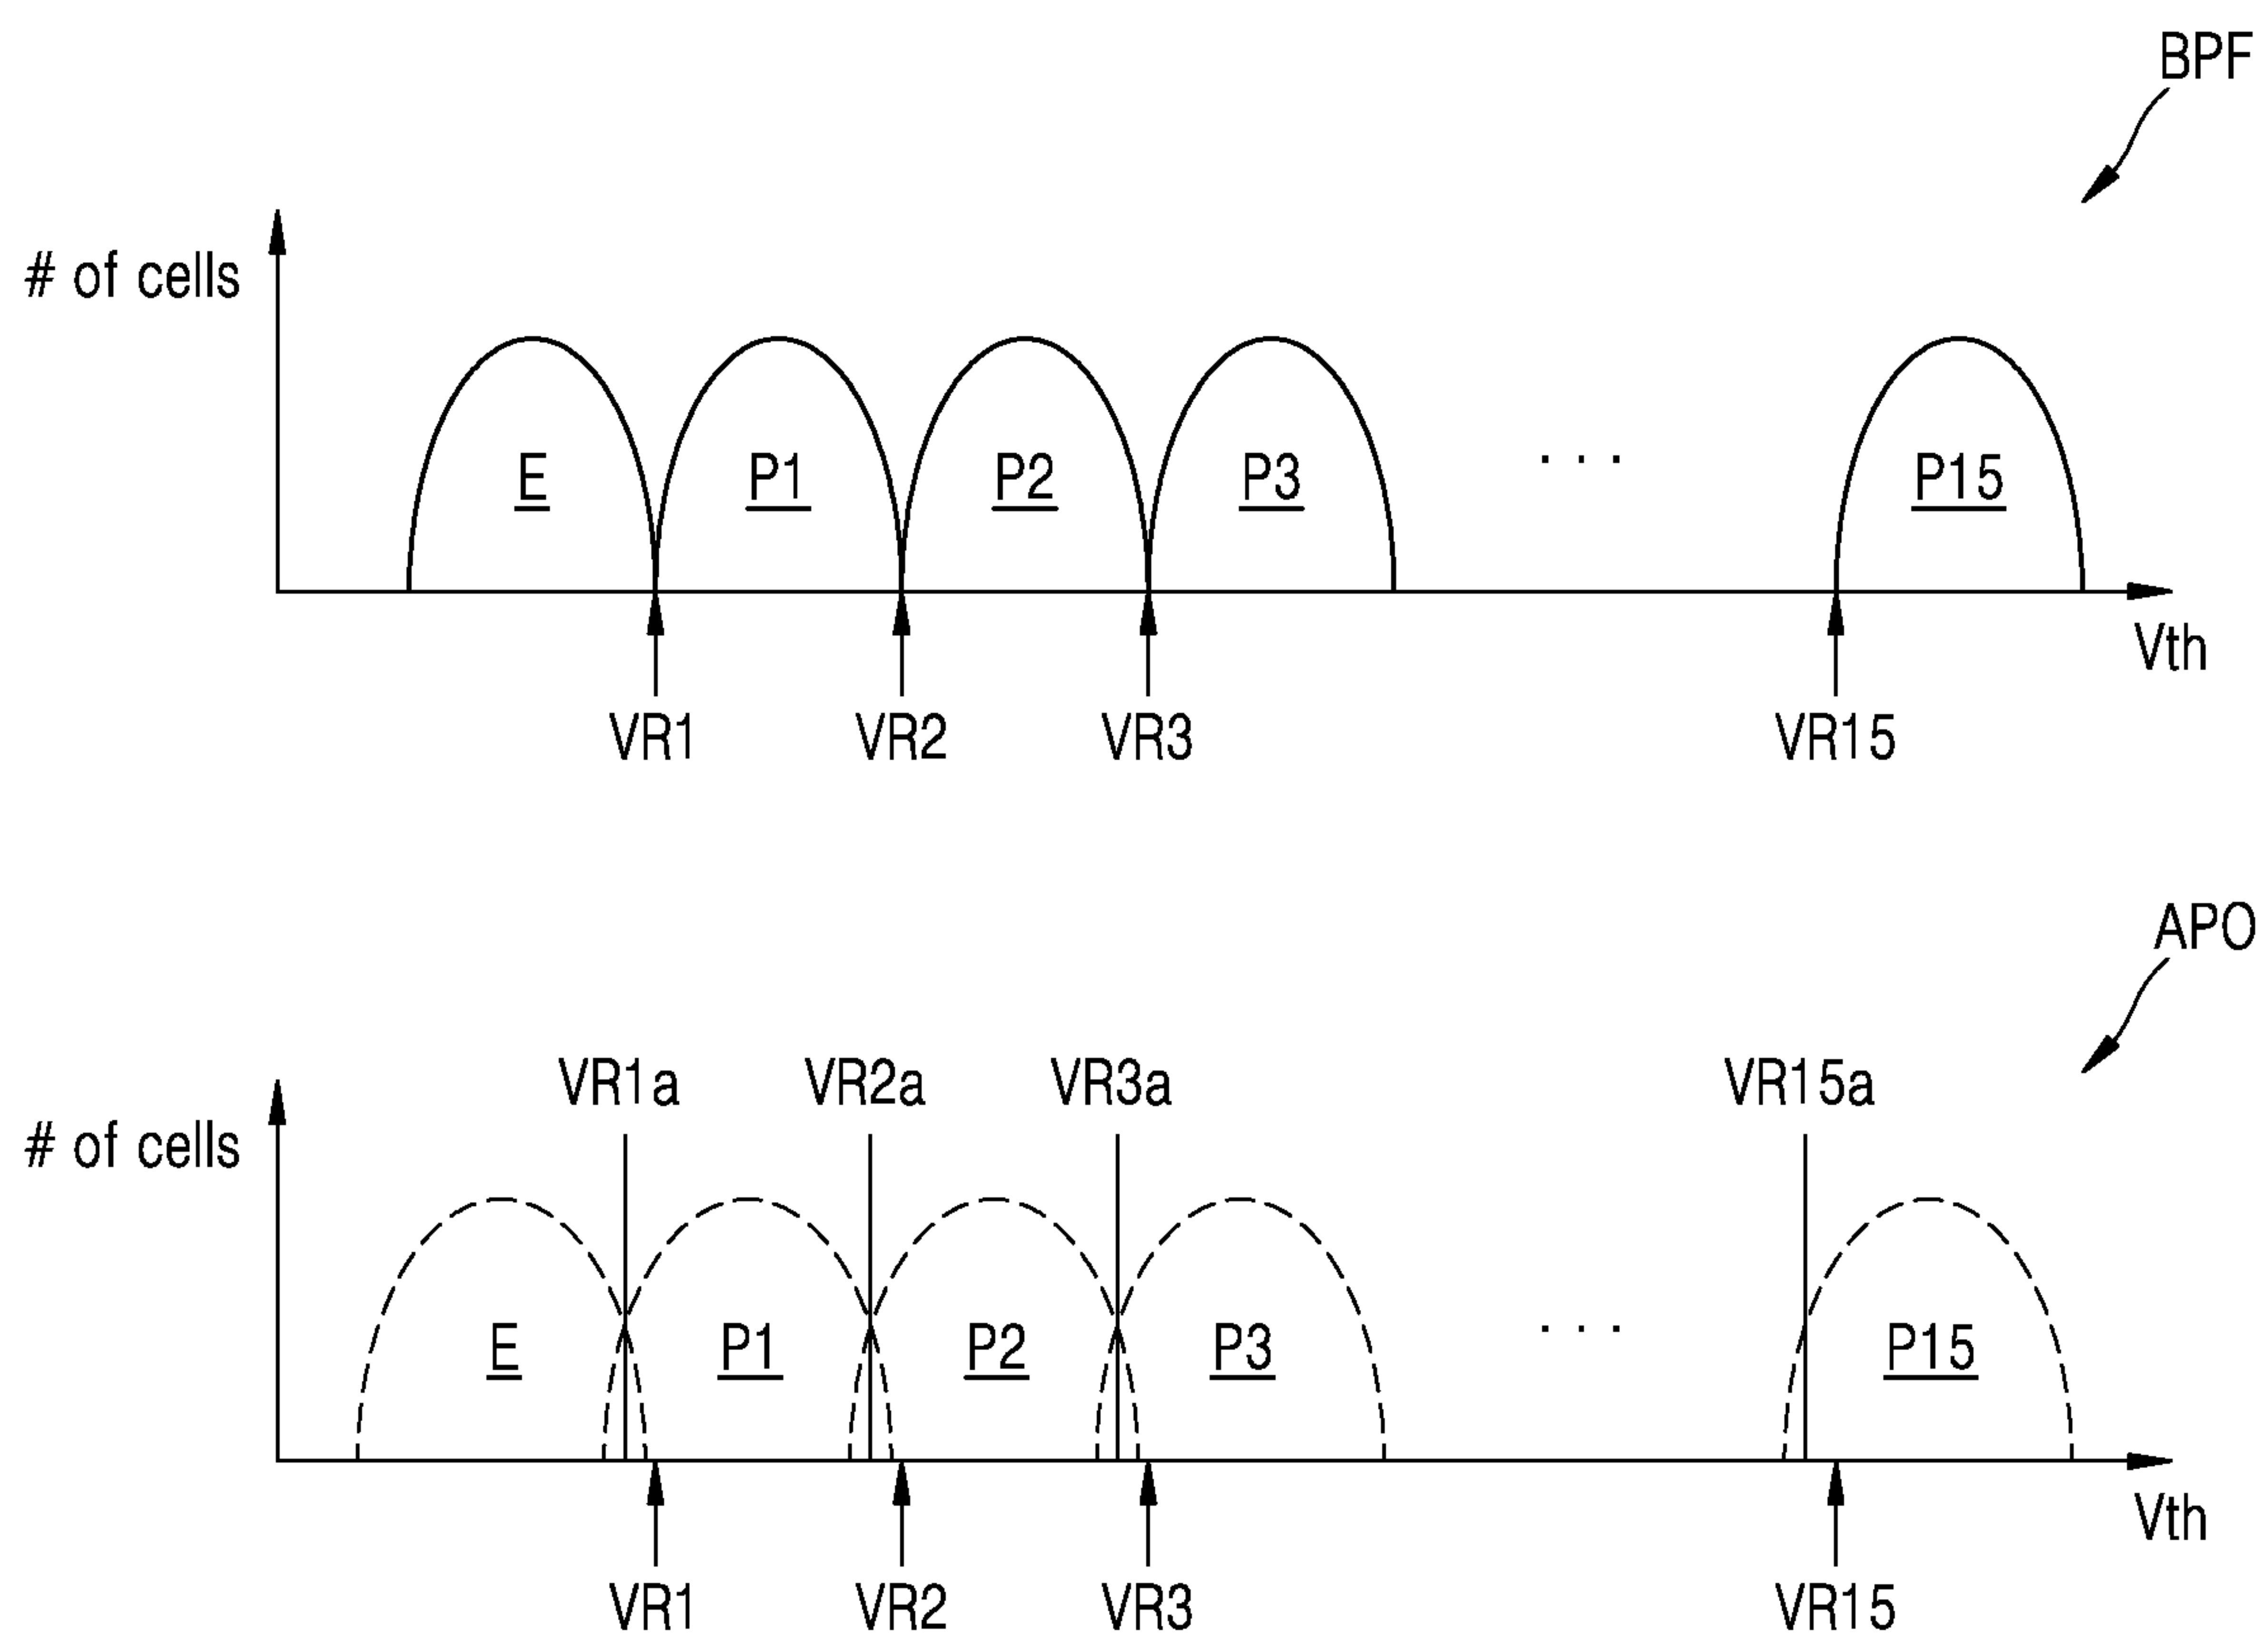 BPF
# of cells
E P1 P2 P3 . . . P15
Vth
VR1 VR2 VR3 VR15
APO
VR1a VR2a VR3a VR15a
# of cells
E P1 P2 P3 . . . P15
Vth
VR1 VR2 VR3 VR15